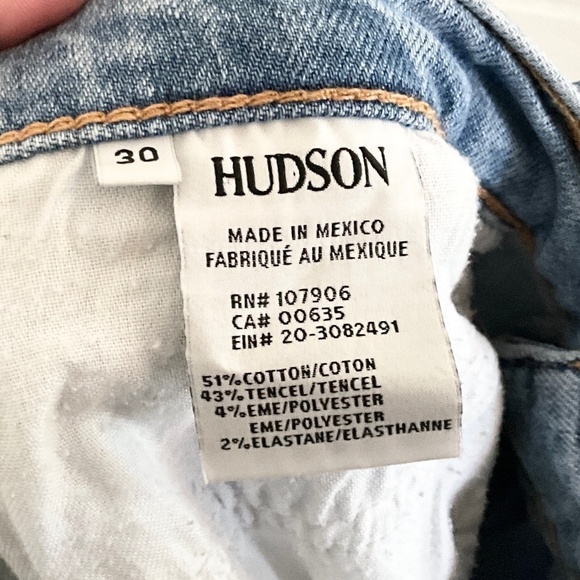 30
HUDSON
MADE IN MEXICO
FABRIQUÉ AU MEXIQUE
RN# 107906
CA# 00635
EIN# 20-3082491
51%COTTON/COTON
43%TENCEL/TENCEL
4%EME/POLYESTER
EME/POLYESTER
2%ELASTANE/ELASTHANNE